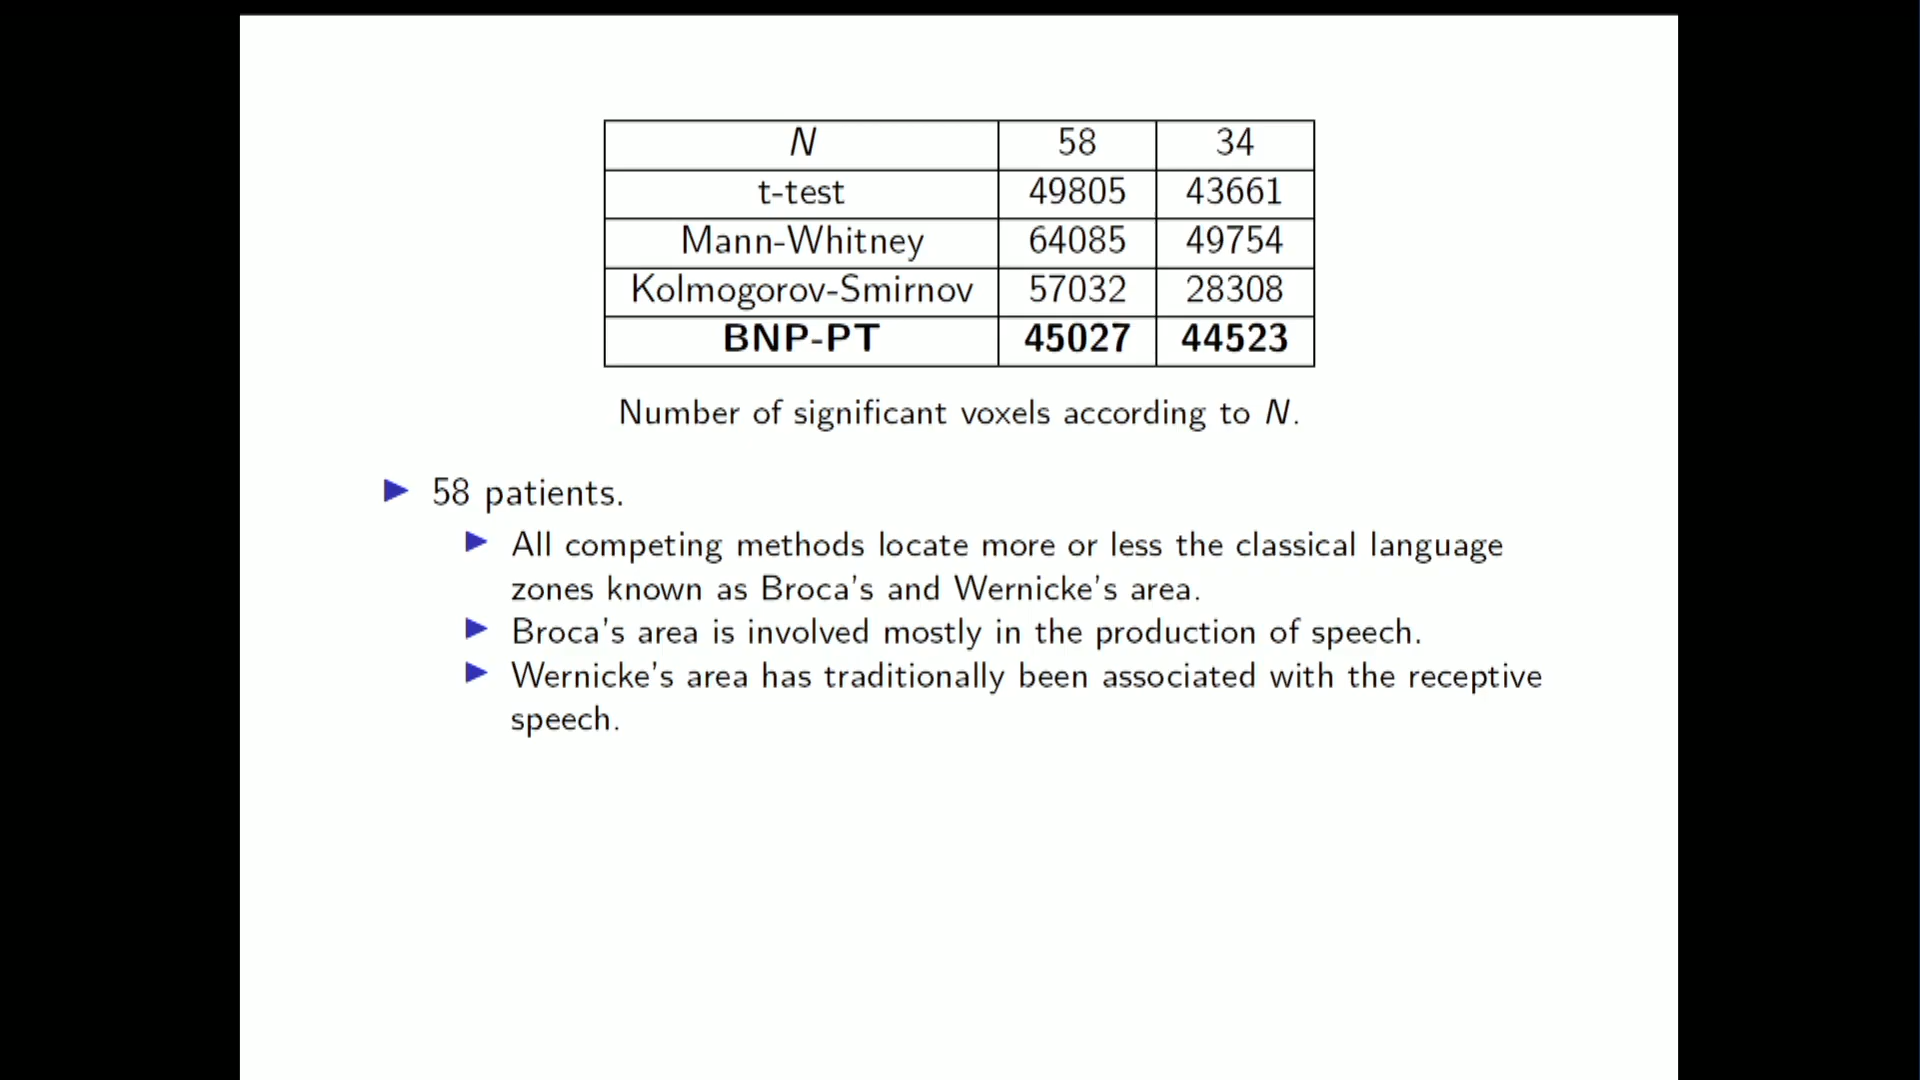 N 58 34
t-test 49805 43661
Mann-Whitney 64085 49754
Kolmogorov-Smirnov 57032 28308
BNP-PT 45027 44523
Number of significant voxels according to N.
58 patients.
All competing methods locate more or less the classical language
zones known as Broca's and Wernicke's area.
Broca's area is involved mostly in the production of speech.
Wernicke's area has traditionally been associated with the receptive
speech.